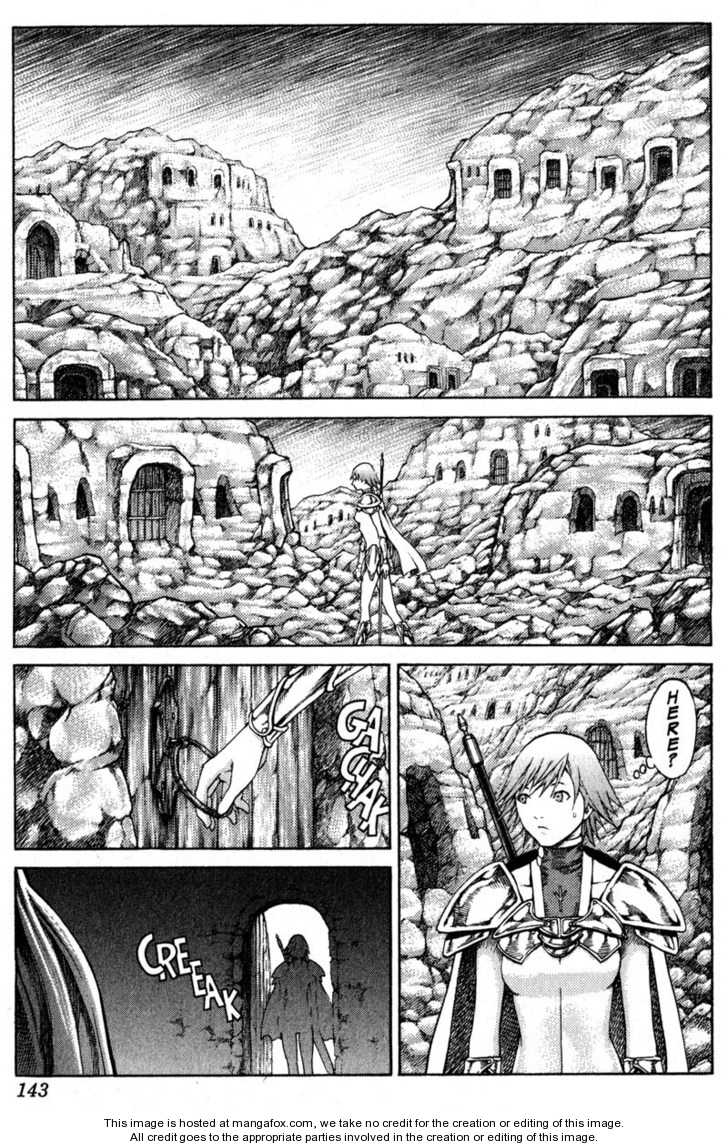 HERE?
GA
CHAK
CREEAK
143
This image is hosted at mangafox.com, we take no credit for the creation or editing of this image.
All credit goes to the appropriate parties involved in the creation or editing of this image.